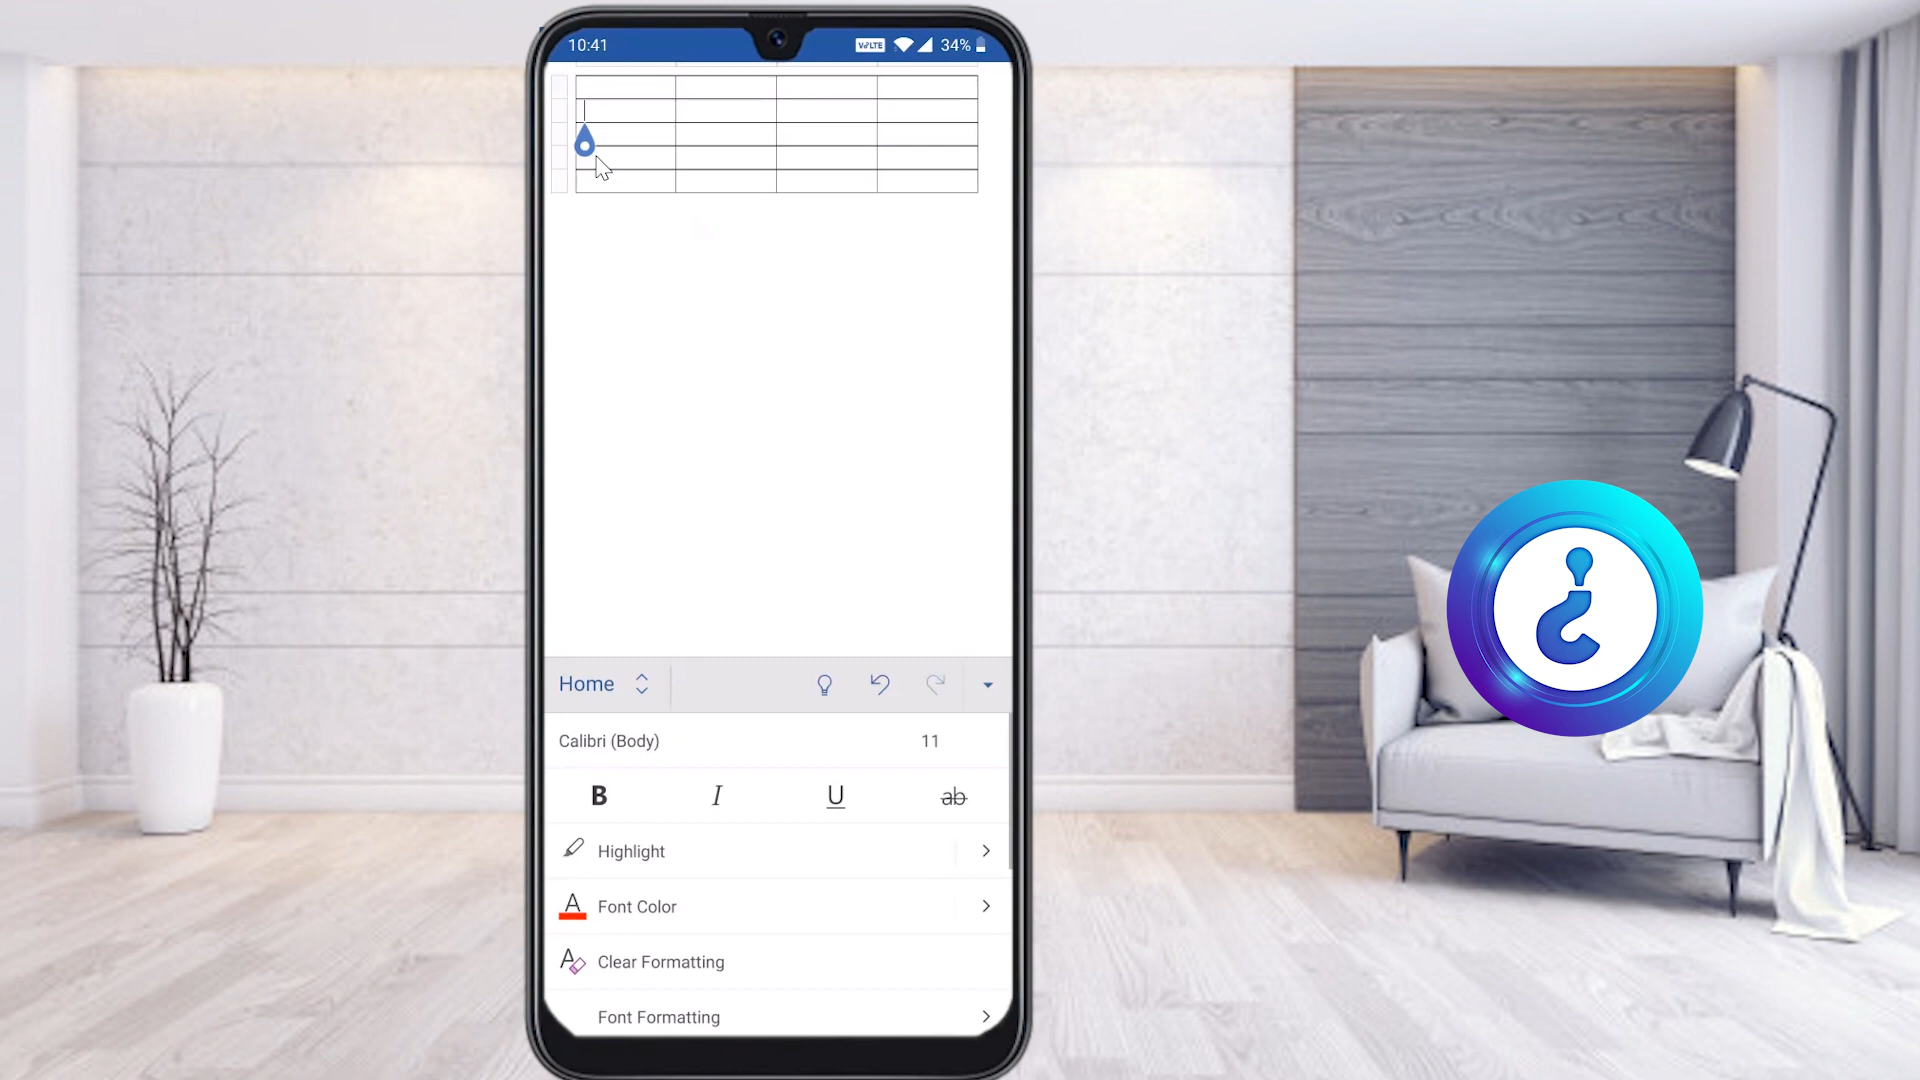 10:41
VoLTE
34%
Home
Calibri (Body)
11
B
I
U
ab
Highlight
A
Font Color
A
Clear Formatting
Font Formatting